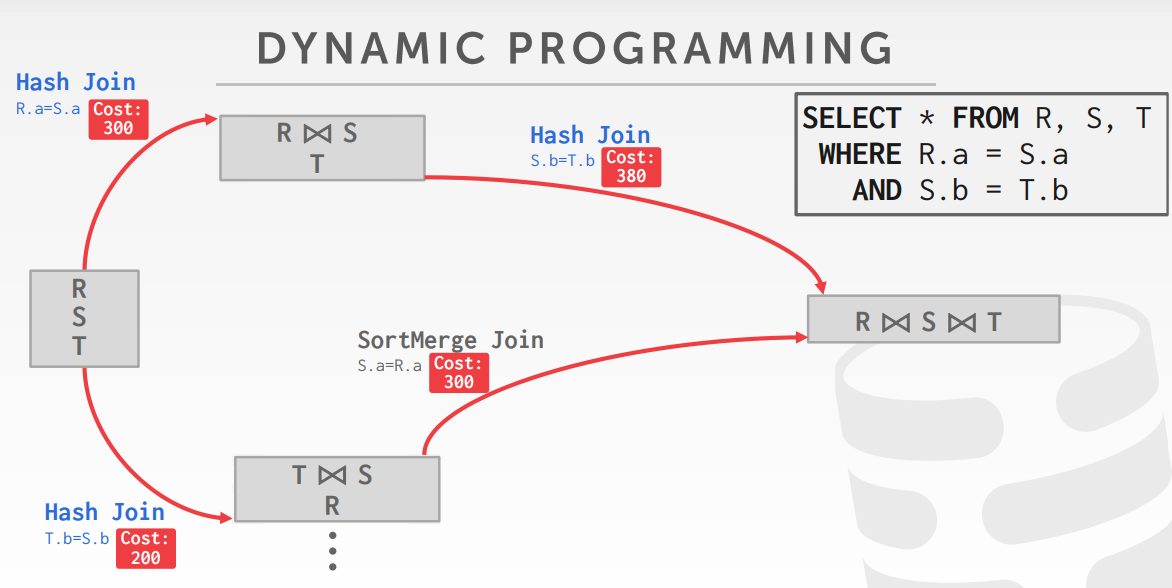 DYNAMIC PROGRAMMING
Hash Join
R.a=S.a
Cost:
300
R ⋈ S
T
Hash Join
S.b=T.b
Cost:
380
SELECT * FROM R, S, T
WHERE R.a = S.a
AND S.b = T.b
R
S
T
R ⋈ S ⋈ T
SortMerge Join
S.a=R.a
Cost:
300
T ⋈ S
R
Hash Join
T.b=S.b
Cost:
200